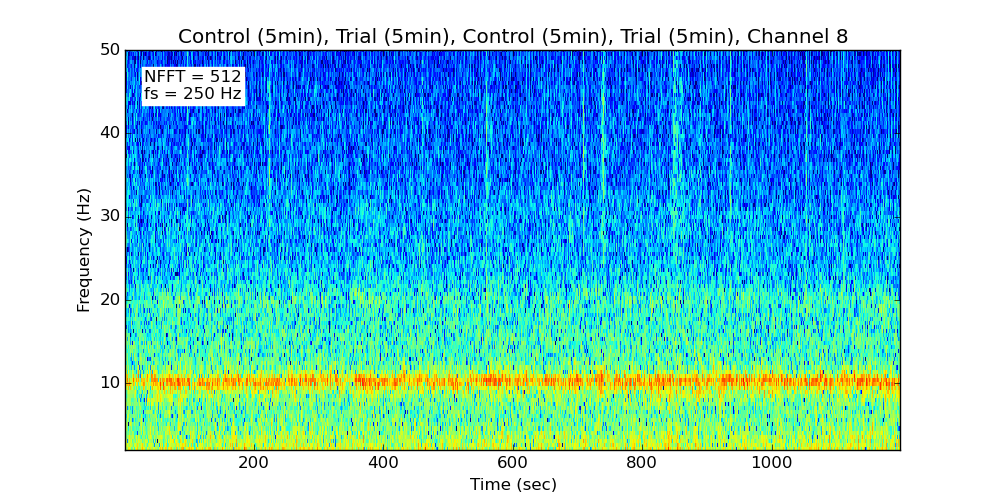 Control (5min), Trial (5min), Control (5min), Trial (5min), Channel 8
NFFT = 512
fs = 250 Hz
50
40
30
20
10
Frequency (Hz)
200
400
600
800
1000
Time (sec)